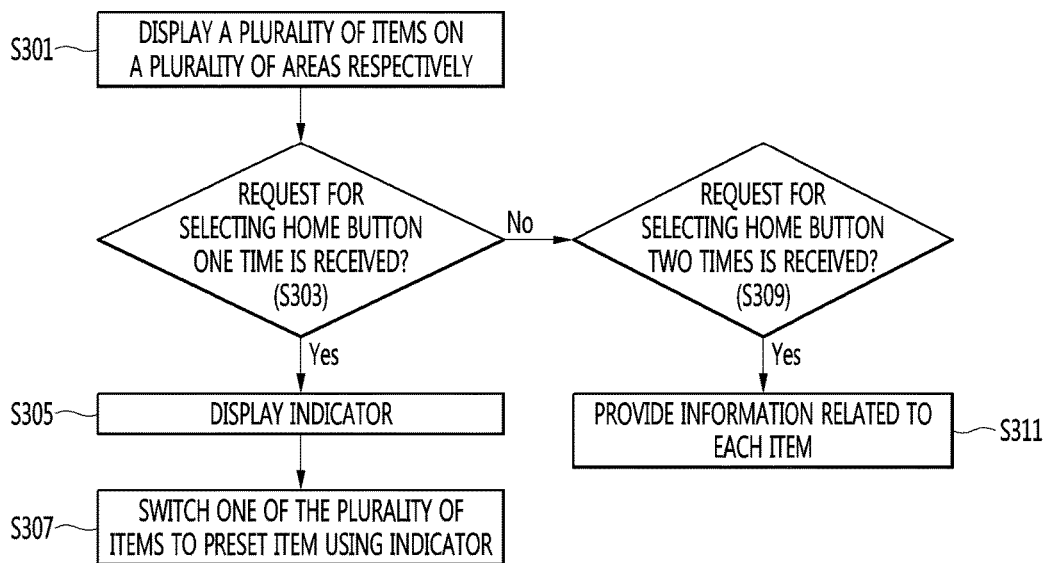 S301
DISPLAY A PLURALITY OF ITEMS ON
A PLURALITY OF AREAS RESPECTIVELY
REQUEST FOR
SELECTING HOME BUTTON
ONE TIME IS RECEIVED?
(S303)
No
REQUEST FOR
SELECTING HOME BUTTON
TWO TIMES IS RECEIVED?
(S309)
Yes
Yes
S305
DISPLAY INDICATOR
PROVIDE INFORMATION RELATED TO
EACH ITEM
S311
S307
SWITCH ONE OF THE PLURALITY OF
ITEMS TO PRESET ITEM USING INDICATOR